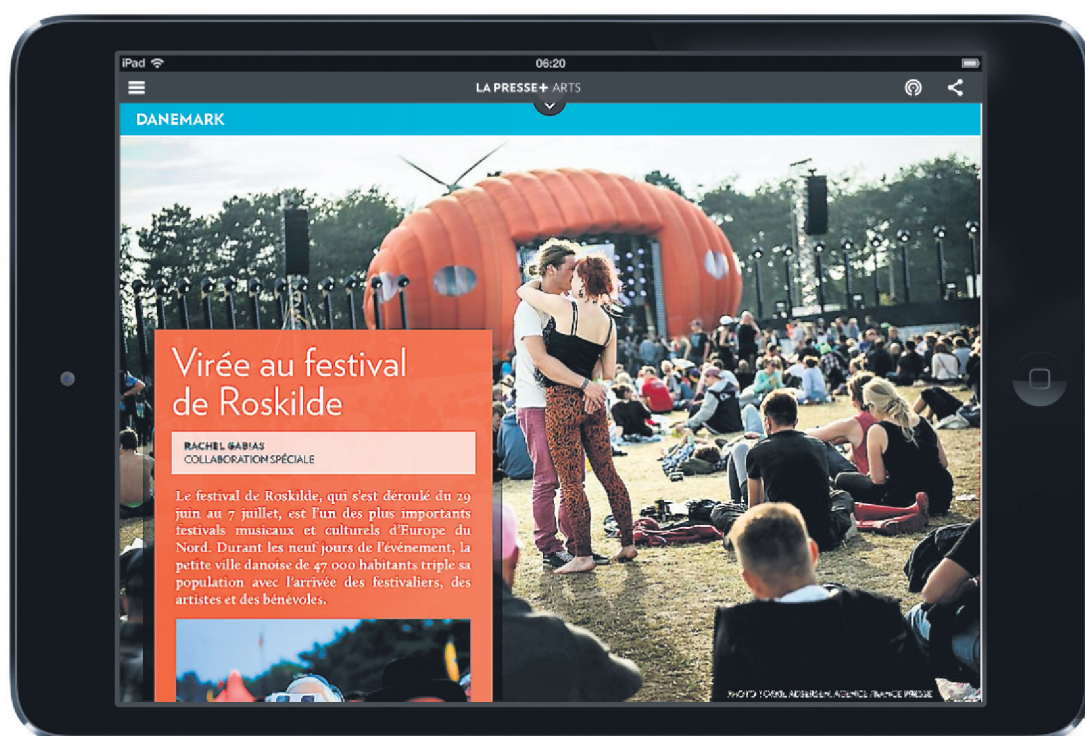 iPad
06:20
LA PRESSE+ ARTS
DANEMARK
Virée au festival
de Roskilde
RACHEL GABIAS
COLLABORATION SPÉCIALE
Le festival de Roskilde, qui s'est déroulé du 29
juin au 7 juillet, est l'un des plus importants
festivals musicaux et culturels d'Europe du
Nord. Durant les neuf jours de l'événement, la
petite ville danoise de 47 000 habitants triple sa
population avec l'arrivée des festivaliers, des
artistes et des bénévoles.
PHOTO AGENCE FRANCE PRESSE